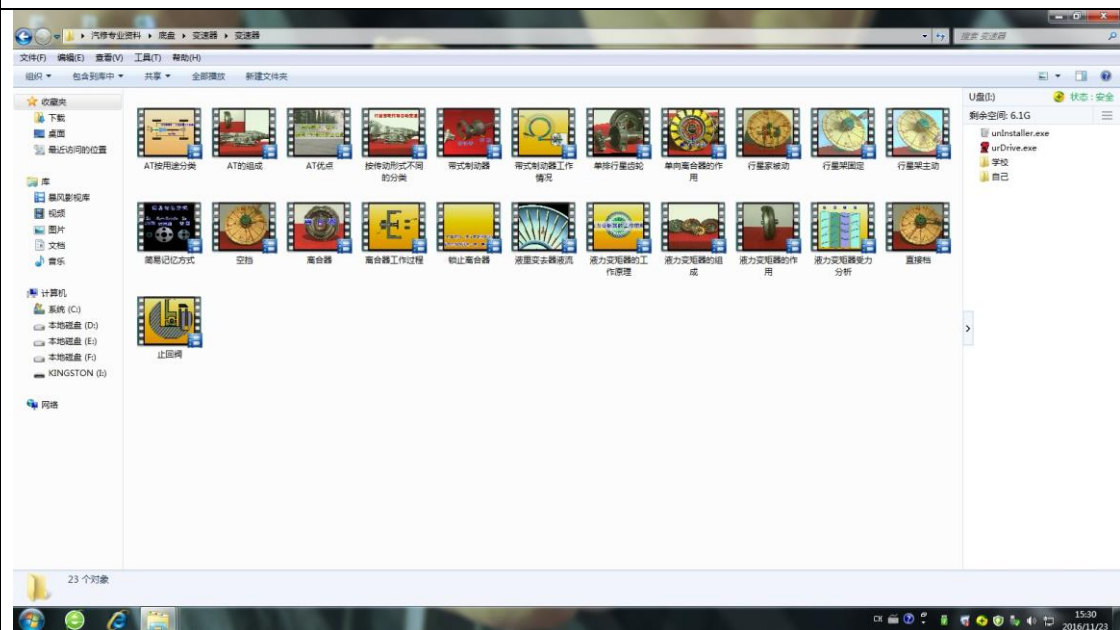 汽修专业资料 ▸ 底盘 ▸ 变速器 ▸ 变速器
搜索 变速器
文件(F) 编辑(E) 查看(V) 工具(T) 帮助(H)
组织 包含到库中 共享 全部播放 新建文件夹
收藏夹
下载
桌面
最近访问的位置
库
暴风影视库
视频
图片
文档
音乐
计算机
系统 (C:)
本地磁盘 (D:)
本地磁盘 (E:)
本地磁盘 (F:)
KINGSTON (I:)
网络
AT按用途分类
AT的组成
AT优点
按传动形式不同
的分类
带式制动器
带式制动器工作
情况
单排行星齿轮
单向离合器的作
用
行星家被动
行星架固定
行星架主动
简易记忆方式
空挡
离合器
离合器工作过程
锁止离合器
液里变去器液流
液力变矩器的工
作原理
液力变矩器的组
成
液力变矩器的作
用
液力变矩器受力
分析
直接档
止回阀
U盘(I:) 状态：安全
剩余空间: 6.1G
unInstaller.exe
urDrive.exe
学校
自己
23 个对象
CH
15:30
2016/11/23